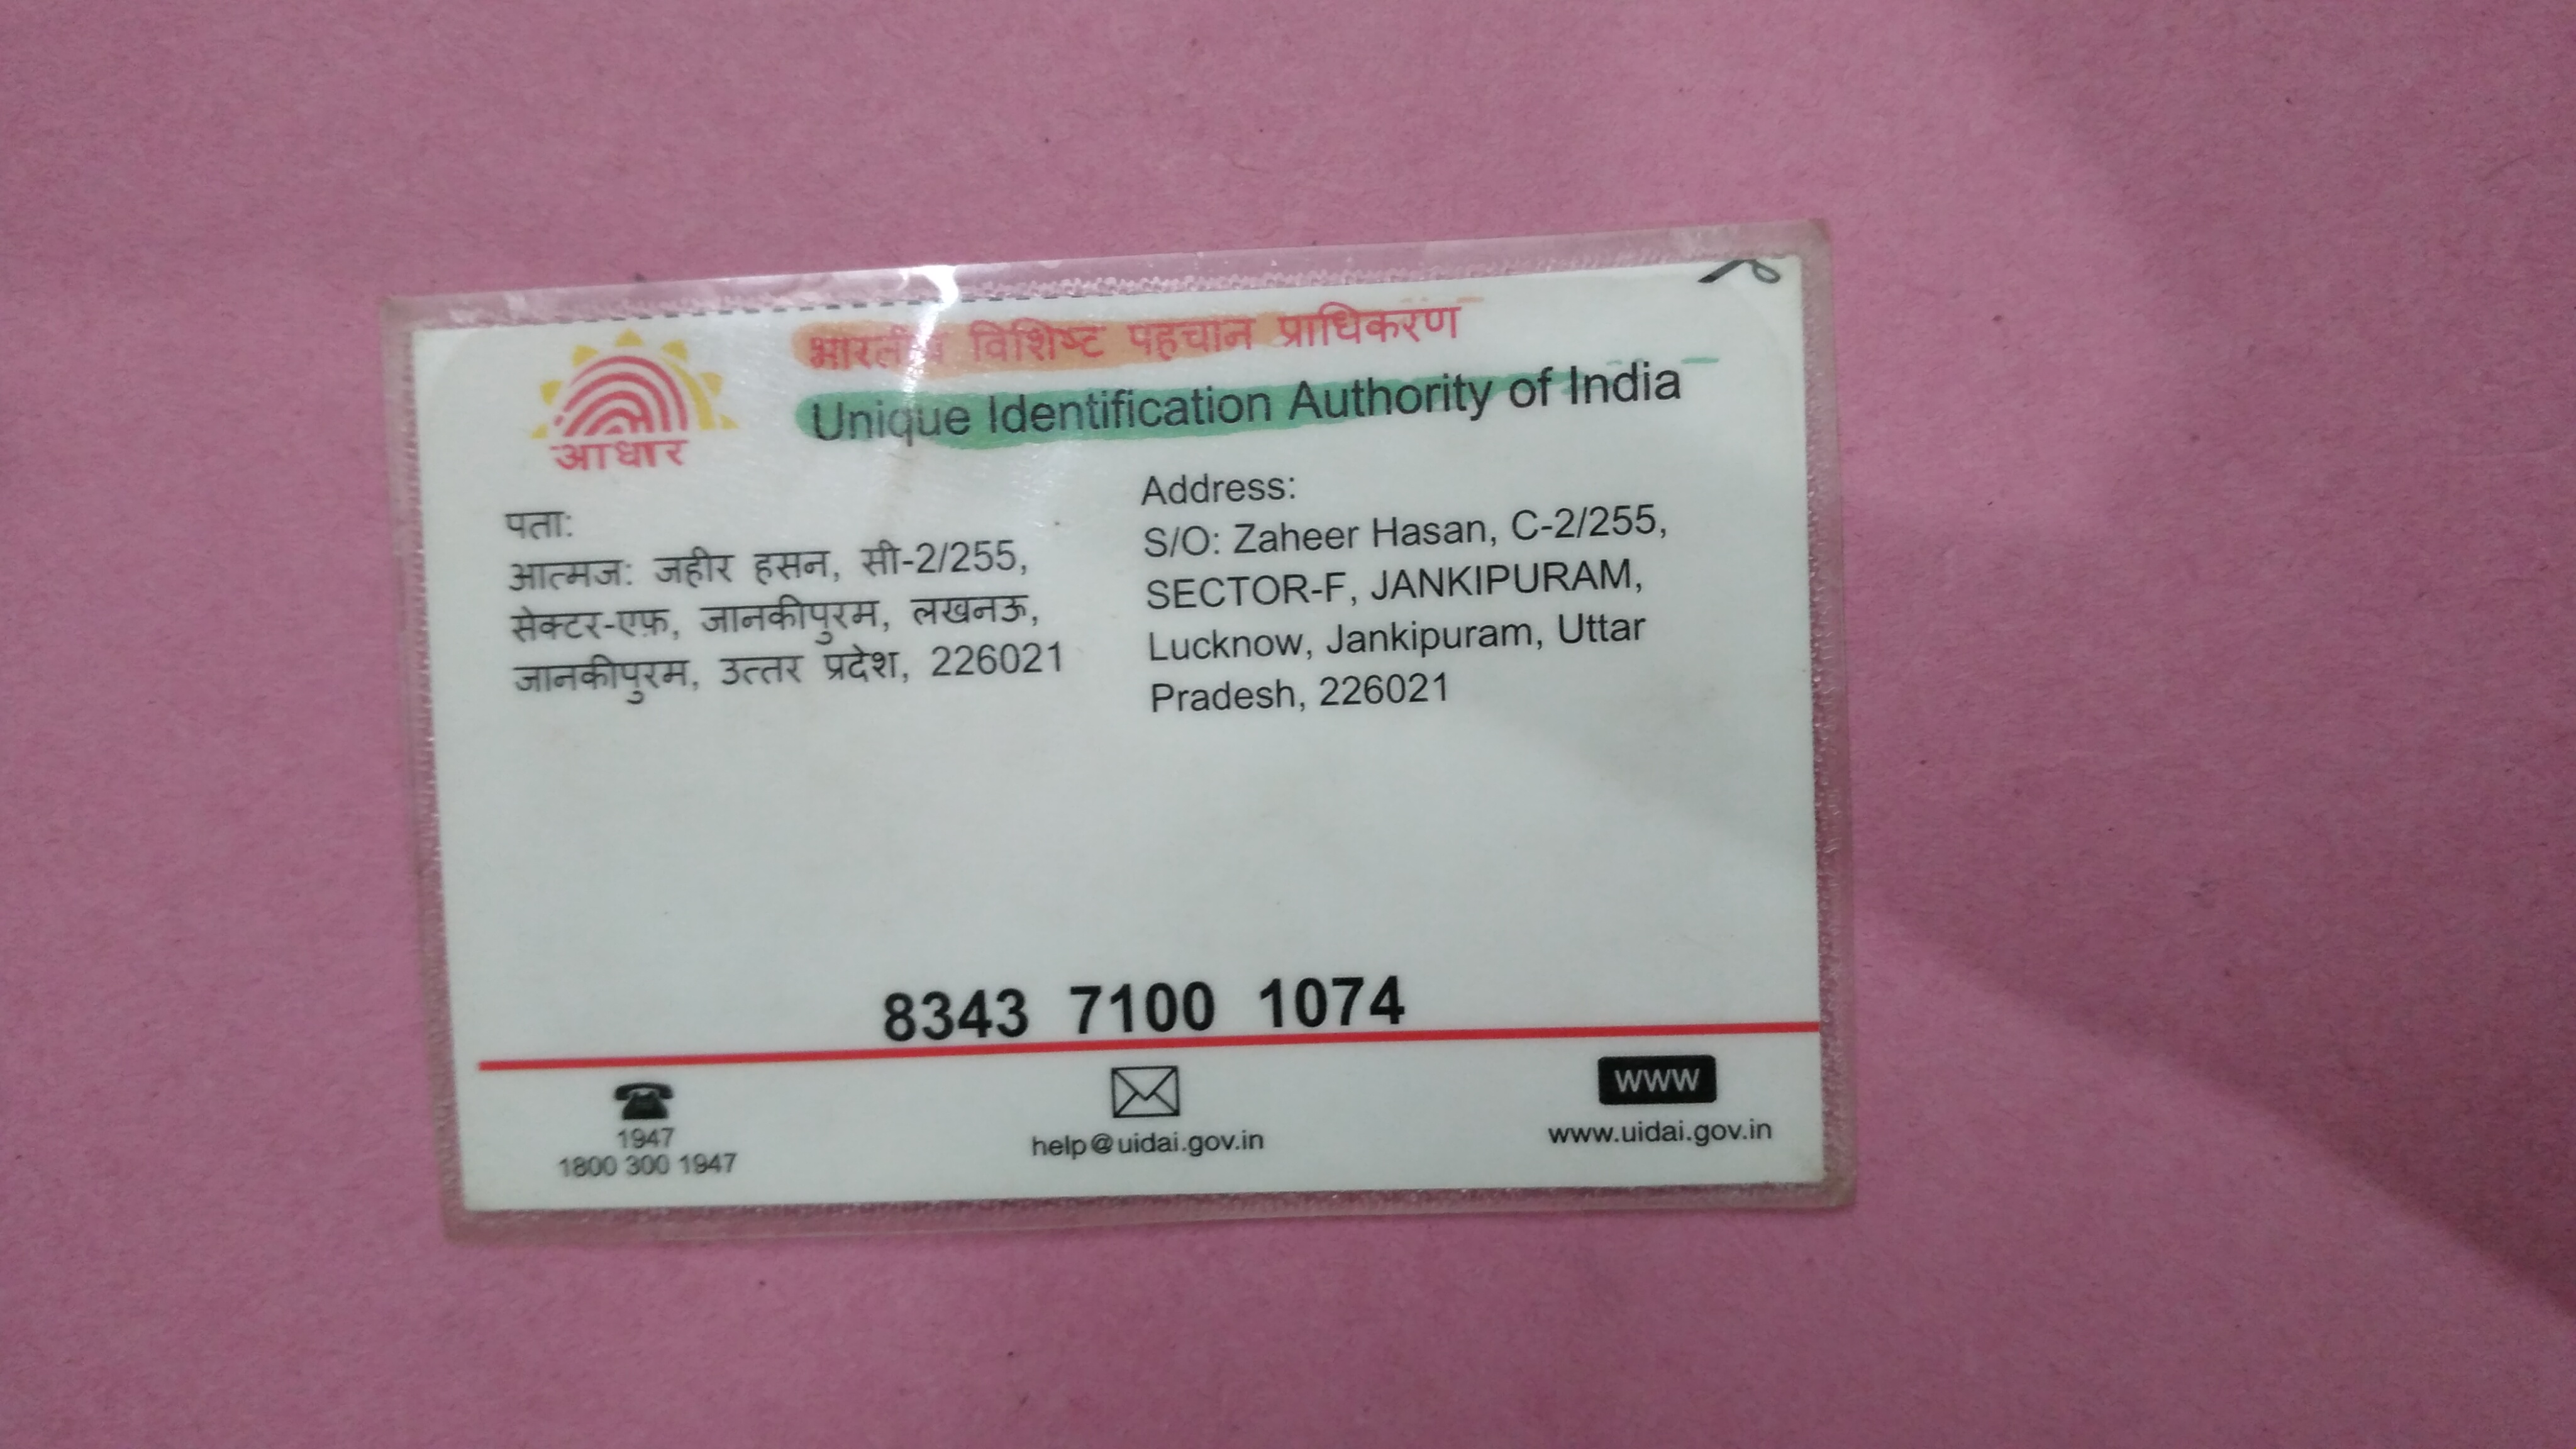 भारतीय विशिष्ट पहचान प्राधिकरण
Unique Identification Authority of India
आधार
पता:
आत्मज: जहीर हसन, सी-2/255,
सेक्टर-एफ़, जानकीपुरम, लखनऊ,
जानकीपुरम, उत्तर प्रदेश, 226021
Address:
S/O: Zaheer Hasan, C-2/255,
SECTOR-F, JANKIPURAM,
Lucknow, Jankipuram, Uttar
Pradesh, 226021
8343 7100 1074
1947
1800 300 1947
help@uidai.gov.in
WWW
www.uidai.gov.in